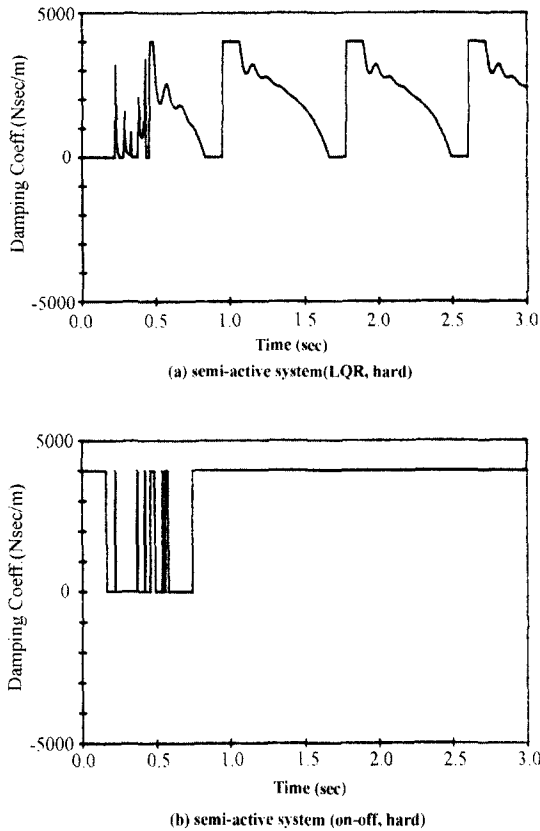 5000
0
-5000
Damping Coeff.(Nsec/m)
0.0 0.5 1.0 1.5 2.0 2.5 3.0
Time (sec)
(a) semi-active system(LQR, hard)
5000
0
-5000
Damping Coeff.(Nsec/m)
0.0 0.5 1.0 1.5 2.0 2.5 3.0
Time (sec)
(b) semi-active system (on-off, hard)